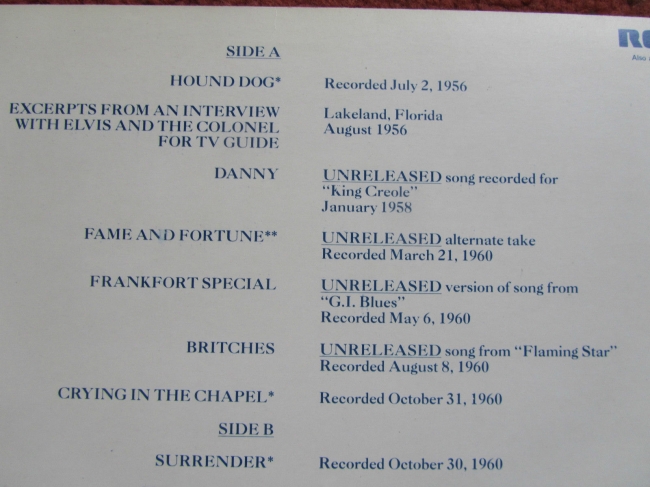 RC
Also
SIDE A
HOUND DOG* Recorded July 2, 1956
EXCERPTS FROM AN INTERVIEW Lakeland, Florida
WITH ELVIS AND THE COLONEL August 1956
FOR TV GUIDE
DANNY UNRELEASED song recorded for
"King Creole"
January 1958
FAME AND FORTUNE** UNRELEASED alternate take
Recorded March 21, 1960
FRANKFORT SPECIAL UNRELEASED version of song from
"G.I. Blues"
Recorded May 6, 1960
BRITCHES UNRELEASED song from "Flaming Star"
Recorded August 8, 1960
CRYING IN THE CHAPEL* Recorded October 31, 1960
SIDE B
SURRENDER* Recorded October 30, 1960